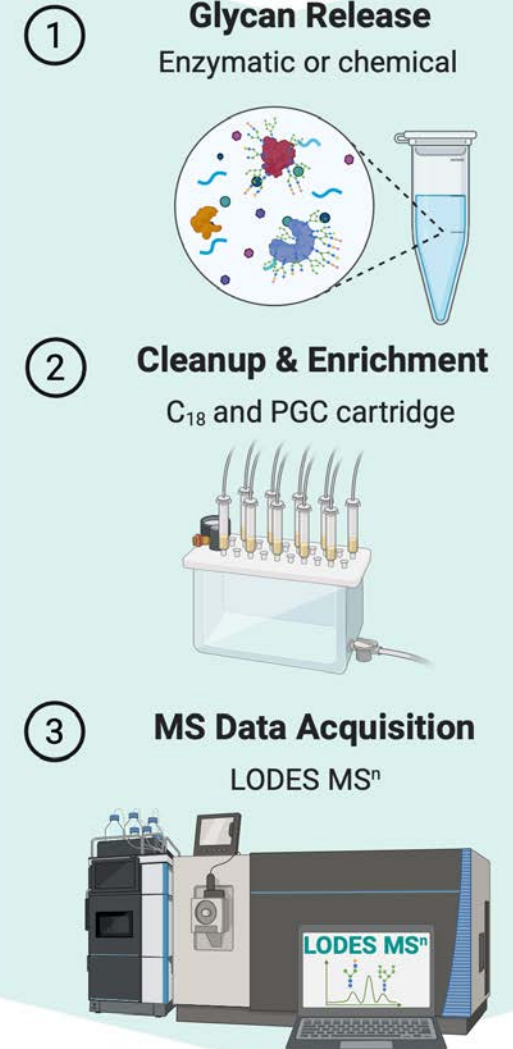 1
Glycan Release
Enzymatic or chemical
2
Cleanup & Enrichment
C₁₈ and PGC cartridge
3
MS Data Acquisition
LODES MSⁿ
LODES MSⁿ